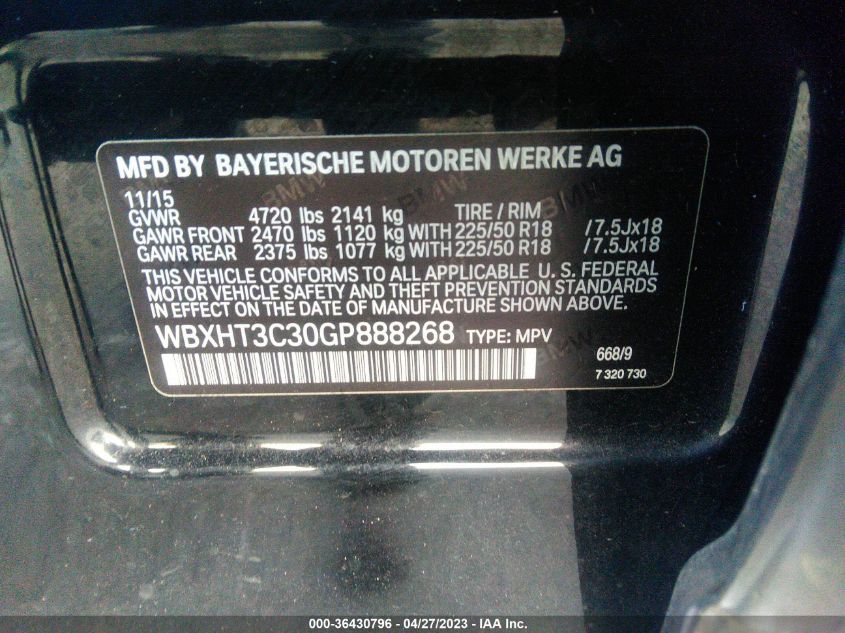 MFD BY BAYERISCHE MOTOREN WERKE AG
11/15
GVWR 4720 lbs 2141 kg TIRE / RIM
GAWR FRONT 2470 lbs 1120 kg WITH 225/50 R18 /7.5Jx18
GAWR REAR 2375 lbs 1077 kg WITH 225/50 R18 /7.5Jx18
THIS VEHICLE CONFORMS TO ALL APPLICABLE U. S. FEDERAL
MOTOR VEHICLE SAFETY AND THEFT PREVENTION STANDARDS
IN EFFECT ON THE DATE OF MANUFACTURE SHOWN ABOVE.
WBXHT3C30GP888268 TYPE: MPV
668/9
7 320 730
000-36430796 - 04/27/2023 - IAA Inc.